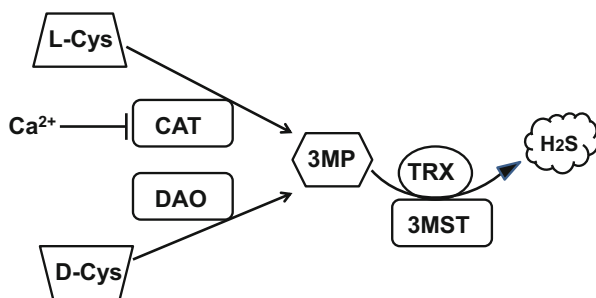 L-Cys
Ca²⁺
CAT
DAO
D-Cys
3MP
TRX
3MST
H₂S